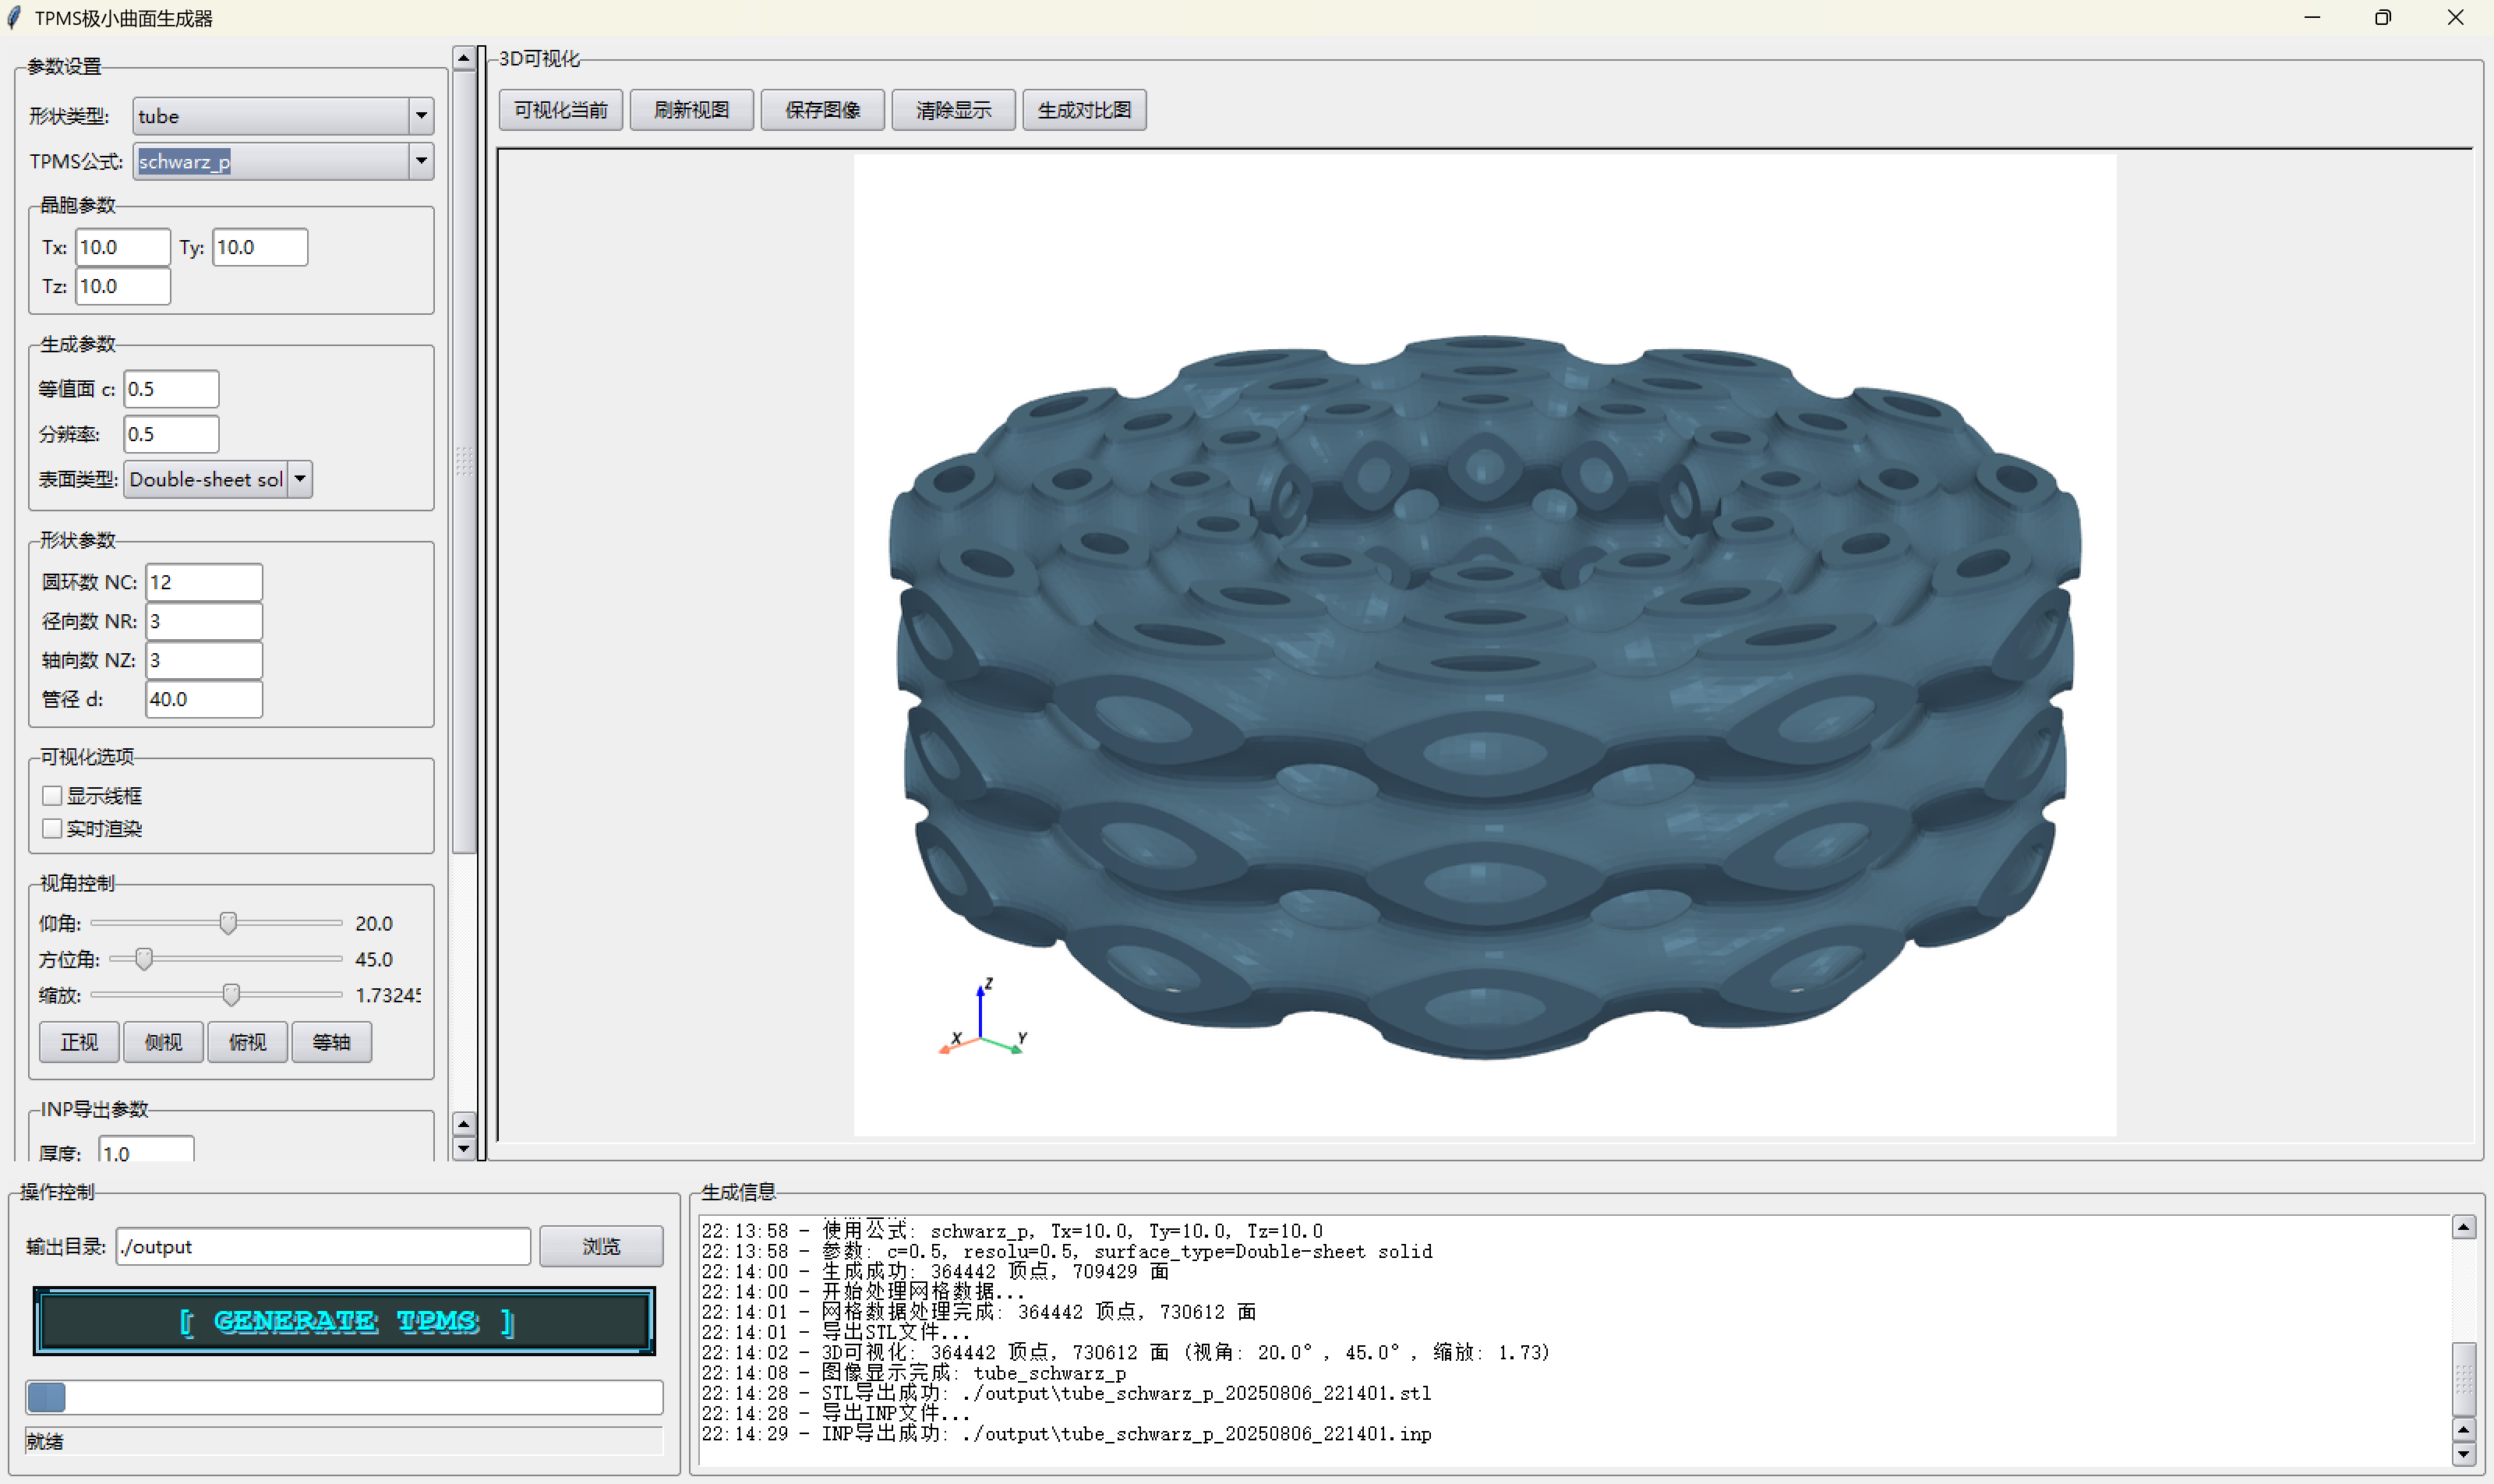 TPMS极小曲面生成器
参数设置
形状类型: tube
TPMS公式: schwarz_p
晶胞参数
Tx: 10.0 Ty: 10.0
Tz: 10.0
生成参数
等值面 c: 0.5
分辨率: 0.5
表面类型: Double-sheet sol
形状参数
圆环数 NC: 12
径向数 NR: 3
轴向数 NZ: 3
管径 d: 40.0
可视化选项
显示线框
实时渲染
视角控制
仰角: 20.0
方位角: 45.0
缩放: 1.73245
正视 侧视 俯视 等轴
INP导出参数
厚度: 1.0
3D可视化
可视化当前 刷新视图 保存图像 清除显示 生成对比图
Z
X Y
操作控制
输出目录: ./output 浏览
[ GENERATE TPMS ]
就绪
生成信息
22:13:58 - 使用公式: schwarz_p, Tx=10.0, Ty=10.0, Tz=10.0
22:13:58 - 参数: c=0.5, resolu=0.5, surface_type=Double-sheet solid
22:14:00 - 生成成功: 364442 顶点, 709429 面
22:14:00 - 开始处理网格数据...
22:14:01 - 网格数据处理完成: 364442 顶点, 730612 面
22:14:01 - 导出STL文件...
22:14:02 - 3D可视化: 364442 顶点, 730612 面 (视角: 20.0°, 45.0°, 缩放: 1.73)
22:14:08 - 图像显示完成: tube_schwarz_p
22:14:28 - STL导出成功: ./output\tube_schwarz_p_20250806_221401.stl
22:14:28 - 导出INP文件...
22:14:29 - INP导出成功: ./output\tube_schwarz_p_20250806_221401.inp